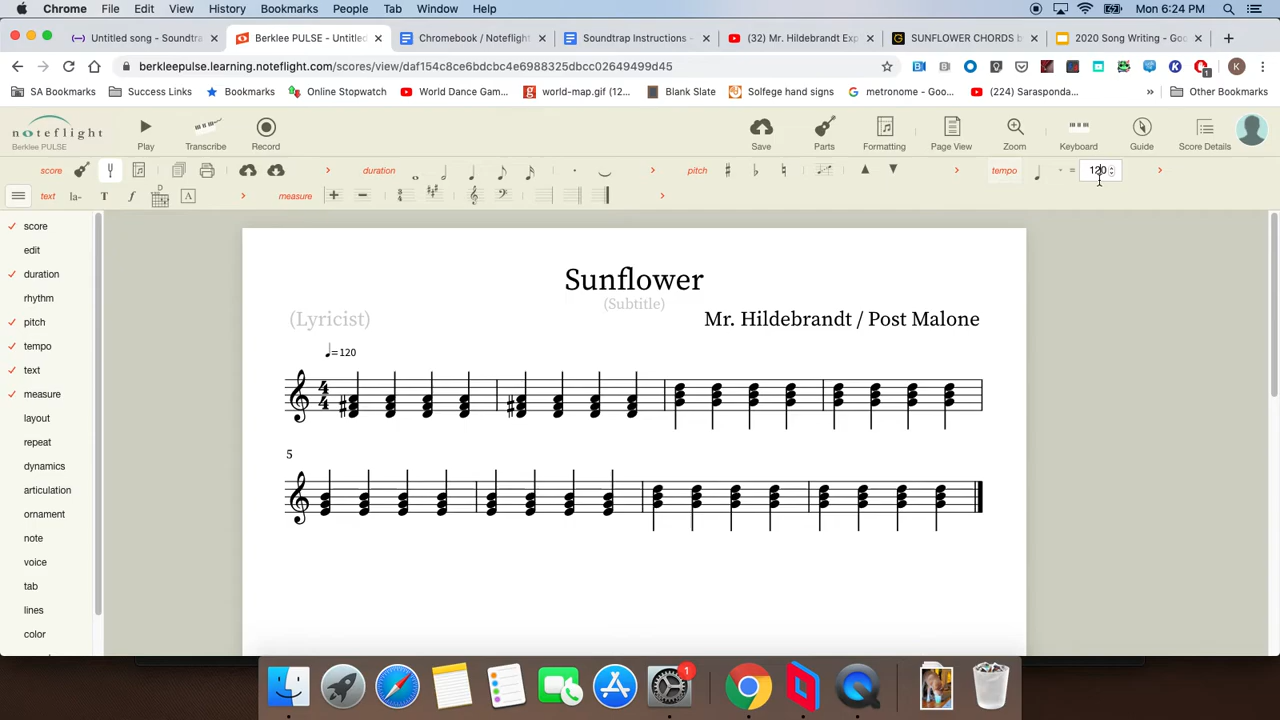 Chrome File Edit View History Bookmarks People Tab Window Help Mon 6:24 PM
Untitled song - Soundtra Berklee PULSE - Untitled Chromebook / Noteflight Soundtrap Instructions - (32) Mr. Hildebrandt Exp SUNFLOWER CHORDS b 2020 Song Writing - Goo
berkleepulse.learning.noteflight.com/scores/view/daf154c8ce6bdcbc4e6988325dbcc02649499d45
SA Bookmarks Success Links Bookmarks Online Stopwatch World Dance Gam... world-map.gif (12... Blank Slate Solfege hand signs metronome - Goo... (224) Sarasponda... » Other Bookmarks
noteflight
Berklee PULSE
Play Transcribe Record Save Parts Formatting Page View Zoom Keyboard Guide Score Details
score duration pitch tempo = 120
text la- T f D A measure
score
edit
duration
rhythm
pitch
tempo
text
measure
layout
repeat
dynamics
articulation
ornament
note
voice
tab
lines
color
Sunflower
(Subtitle)
(Lyricist)
Mr. Hildebrandt / Post Malone
=120
4
4
5
1